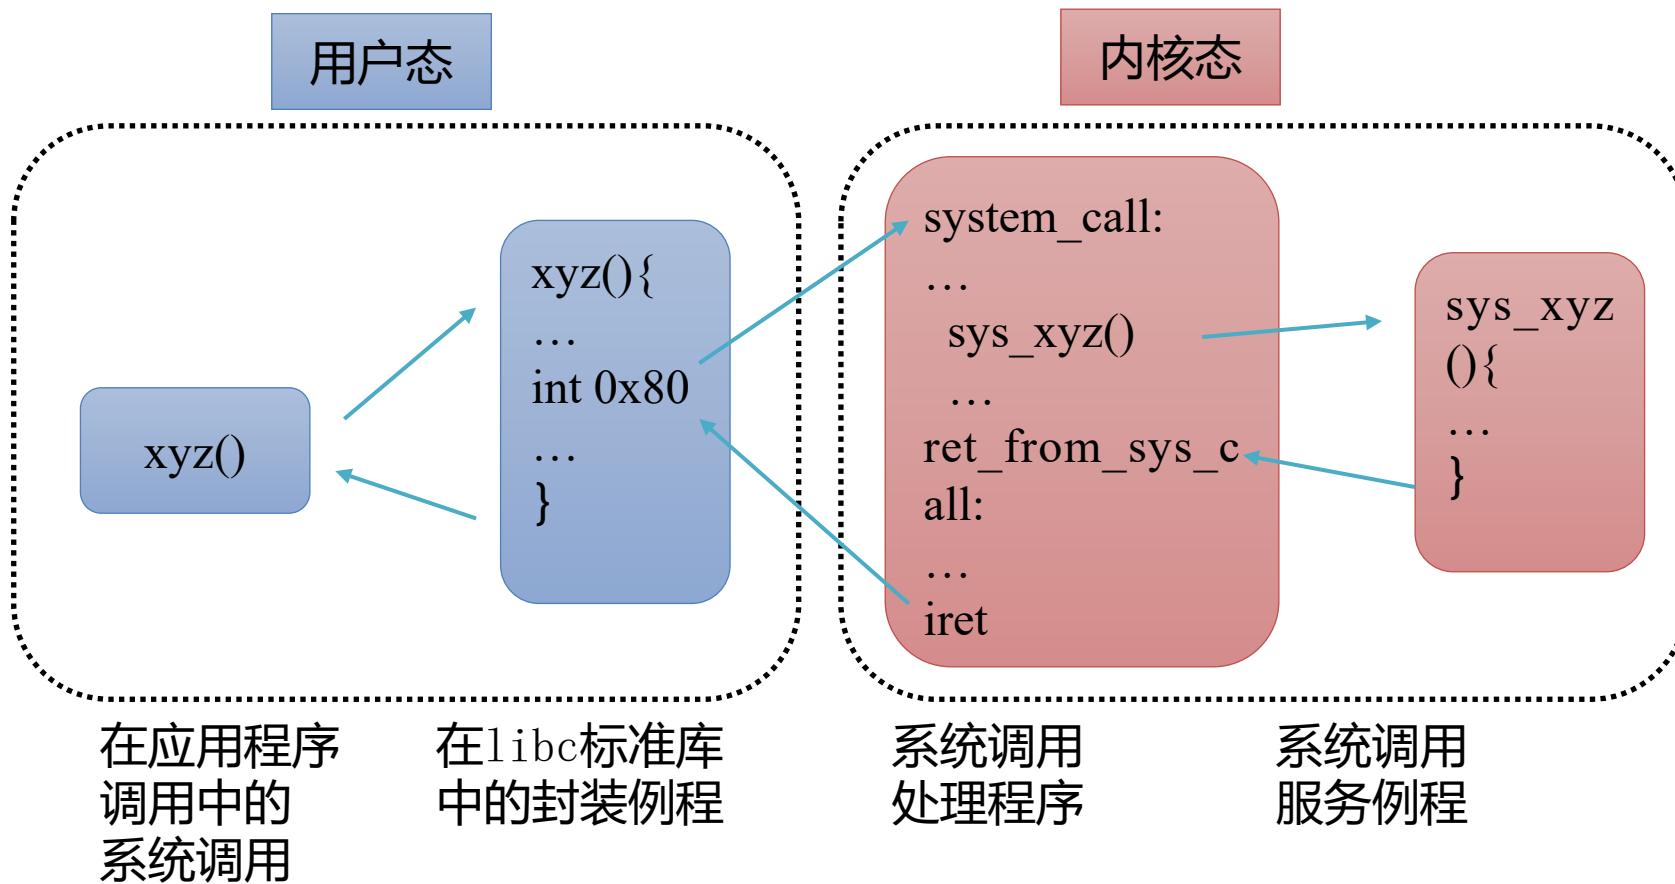 用户态
内核态
xyz()
xyz(){
…
int 0x80
…
}
system_call:
…
sys_xyz()
…
ret_from_sys_c
all:
…
iret
sys_xyz
(){
…
}
在应用程序
调用中的
系统调用
在libc标准库
中的封装例程
系统调用
处理程序
系统调用
服务例程